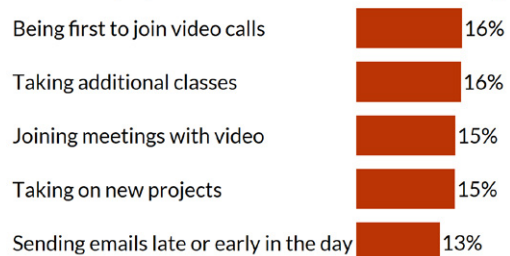 Being first to join video calls 16%
Taking additional classes 16%
Joining meetings with video 15%
Taking on new projects 15%
Sending emails late or early in the day 13%